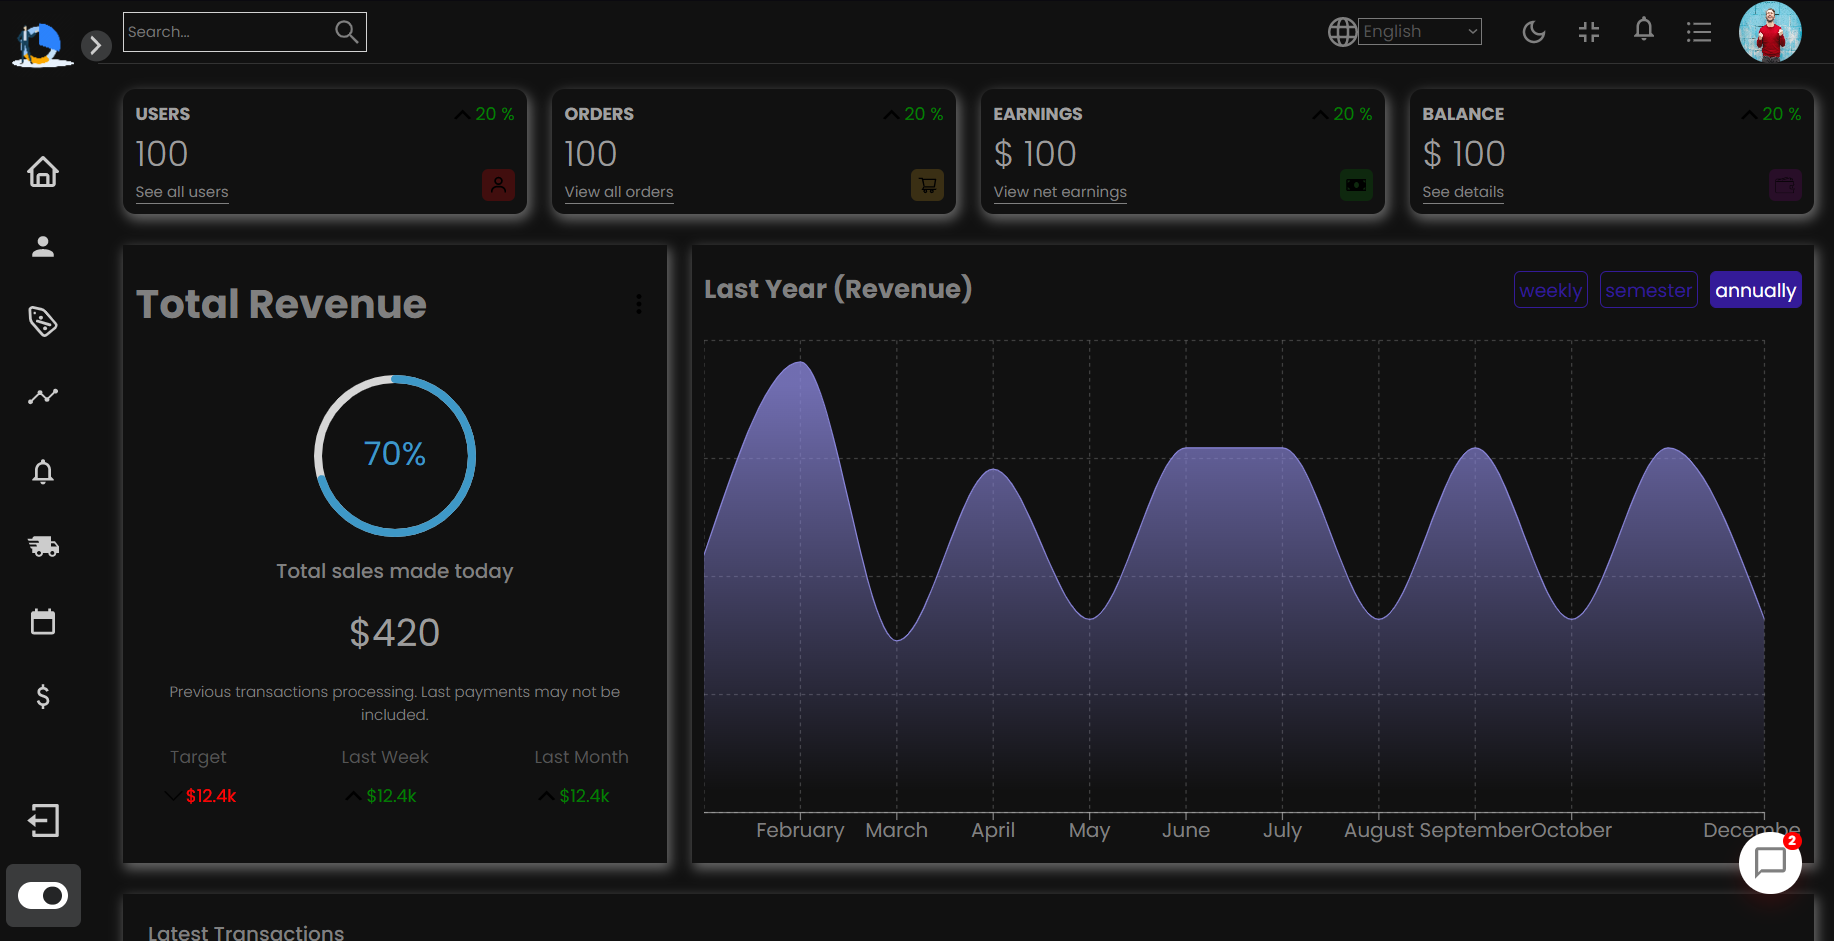 Search...
English
USERS
20 %
100
See all users
ORDERS
20 %
100
View all orders
EARNINGS
20 %
$ 100
View net earnings
BALANCE
20 %
$ 100
See details
Total Revenue
70%
Total sales made today
$420
Previous transactions processing. Last payments may not be
included.
Target
Last Week
Last Month
$12.4k
$12.4k
$12.4k
Last Year (Revenue)
weekly
semester
annually
February
March
April
May
June
July
August
September
October
Decembe
2
Latest Transactions